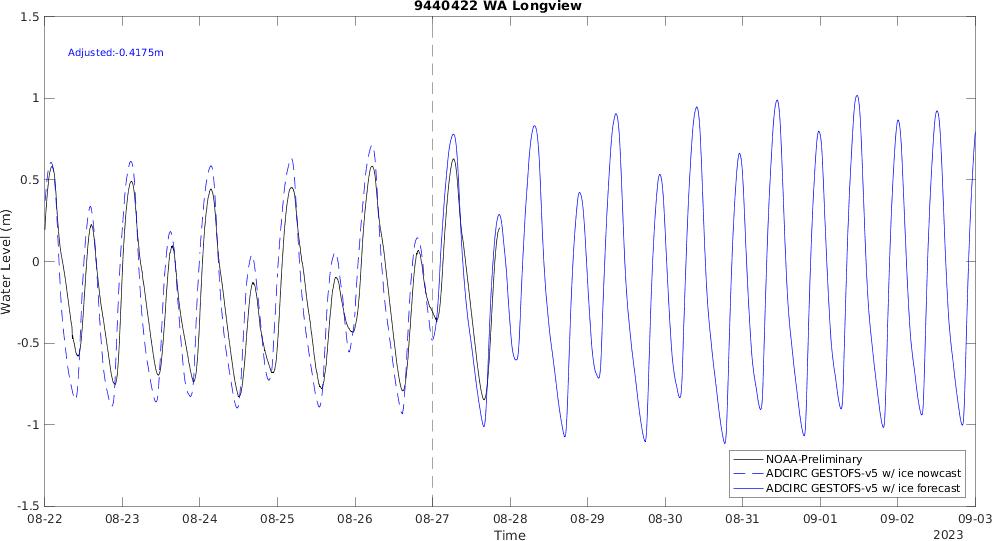 9440422 WA Longview
1.5
Adjusted:-0.4175m
1
0.5
0
-0.5
-1
-1.5
Water Level (m)
NOAA-Preliminary
ADCIRC GESTOFS-v5 w/ ice nowcast
ADCIRC GESTOFS-v5 w/ ice forecast
08-22 08-23 08-24 08-25 08-26 08-27 08-28 08-29 08-30 08-31 09-01 09-02 09-03
Time
2023